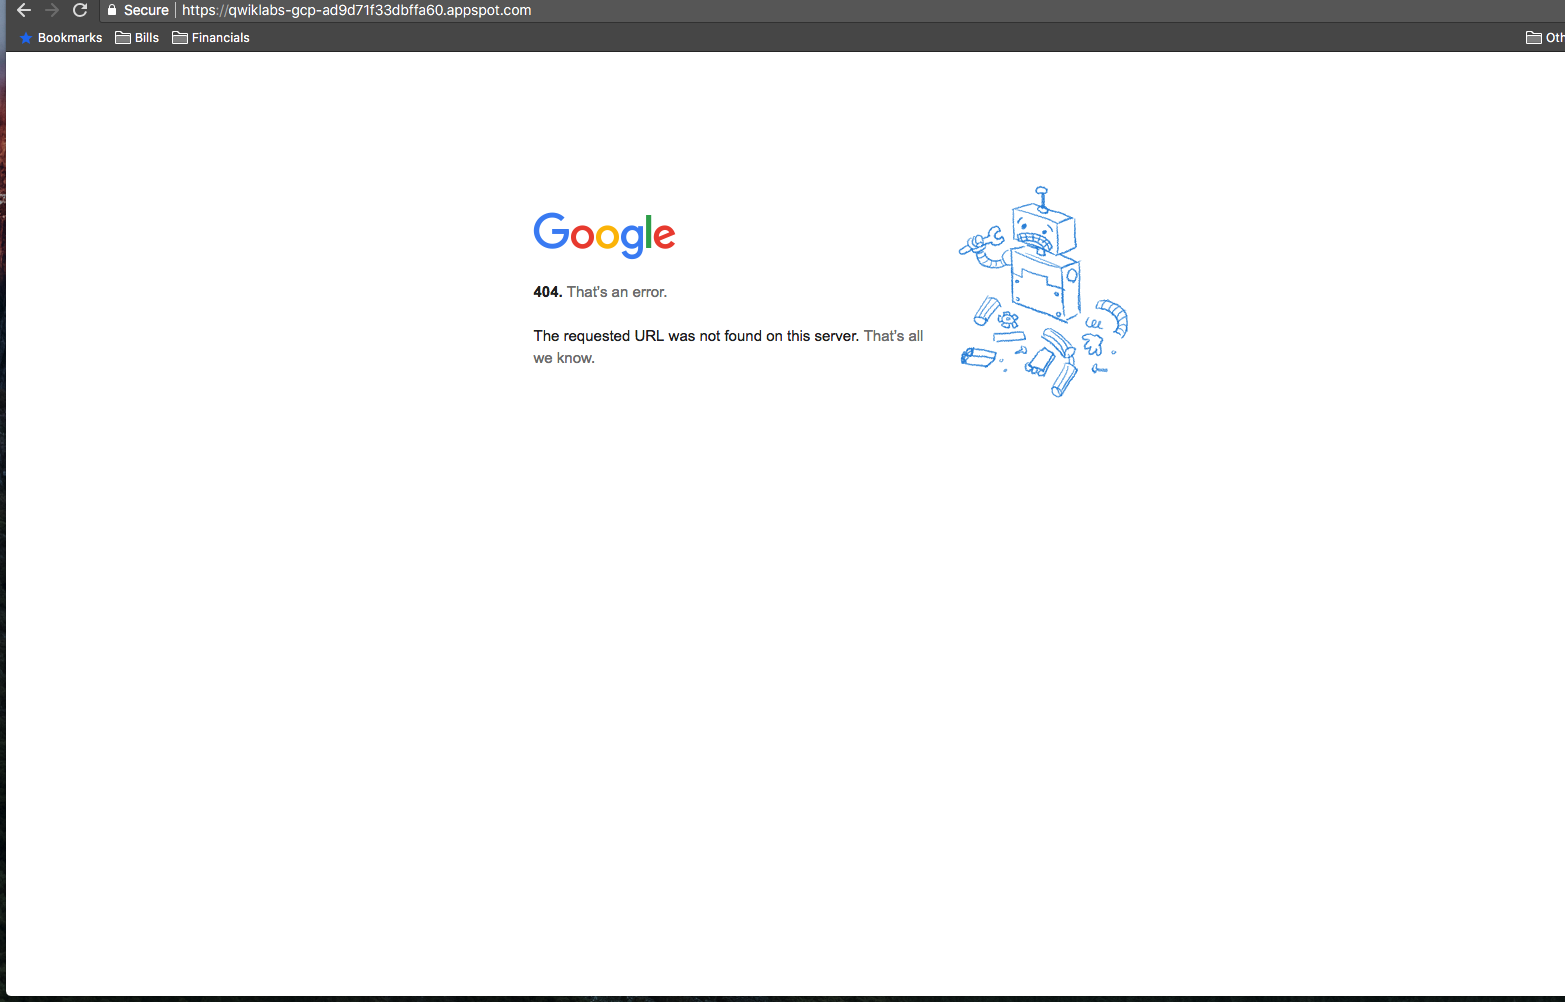 Secure https://qwiklabs-gcp-ad9d71f33dbffa60.appspot.com
Bookmarks Bills Financials Oth
Google
404. That's an error.
The requested URL was not found on this server. That's all
we know.